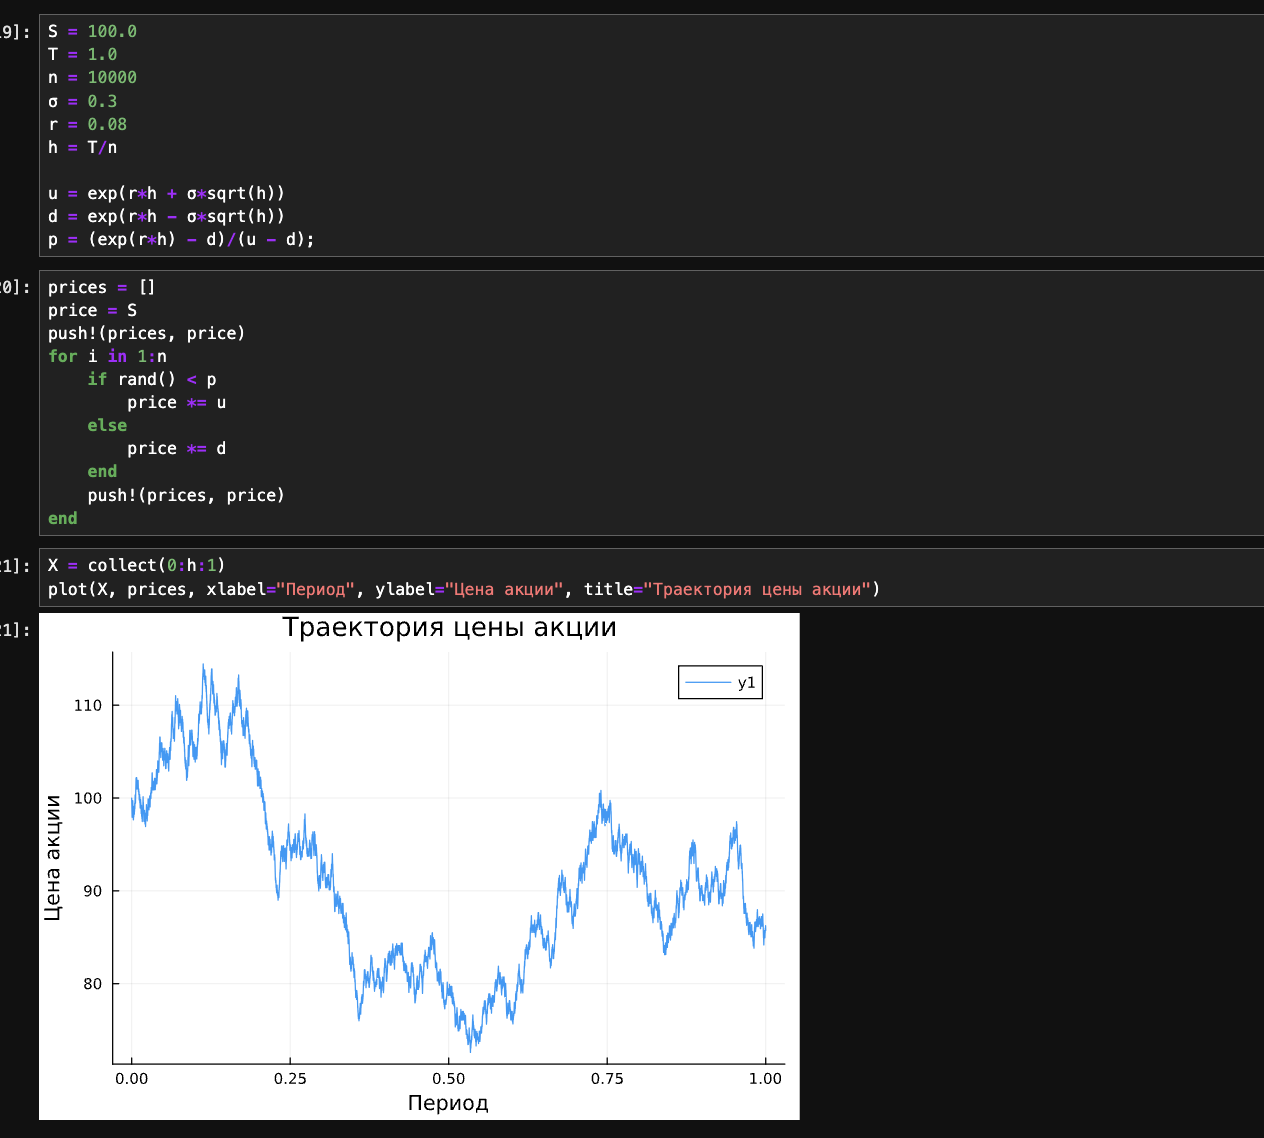 9]:
S = 100.0
T = 1.0
n = 10000
σ = 0.3
r = 0.08
h = T/n
u = exp(r*h + σ*sqrt(h))
d = exp(r*h - σ*sqrt(h))
p = (exp(r*h) - d)/(u - d);
0]:
prices = []
price = S
push!(prices, price)
for i in 1:n
    if rand() < p
        price *= u
    else
        price *= d
    end
    push!(prices, price)
end
1]:
X = collect(0:h:1)
plot(X, prices, xlabel="Период", ylabel="Цена акции", title="Траектория цены акции")
1]:
Траектория цены акции
y1
110
100
90
80
Цена акции
0.00 0.25 0.50 0.75 1.00
Период